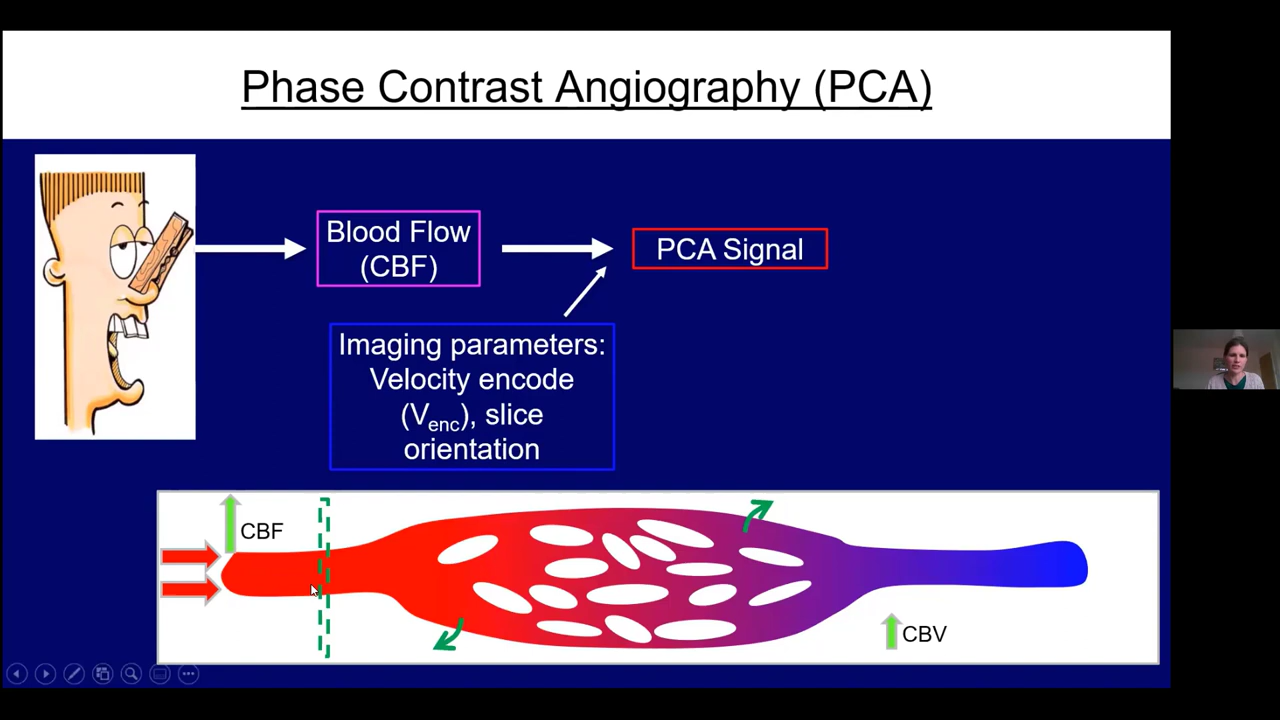 Phase Contrast Angiography (PCA)
Blood Flow
(CBF)
PCA Signal
Imaging parameters:
Velocity encode
(Venc), slice
orientation
CBF
CBV